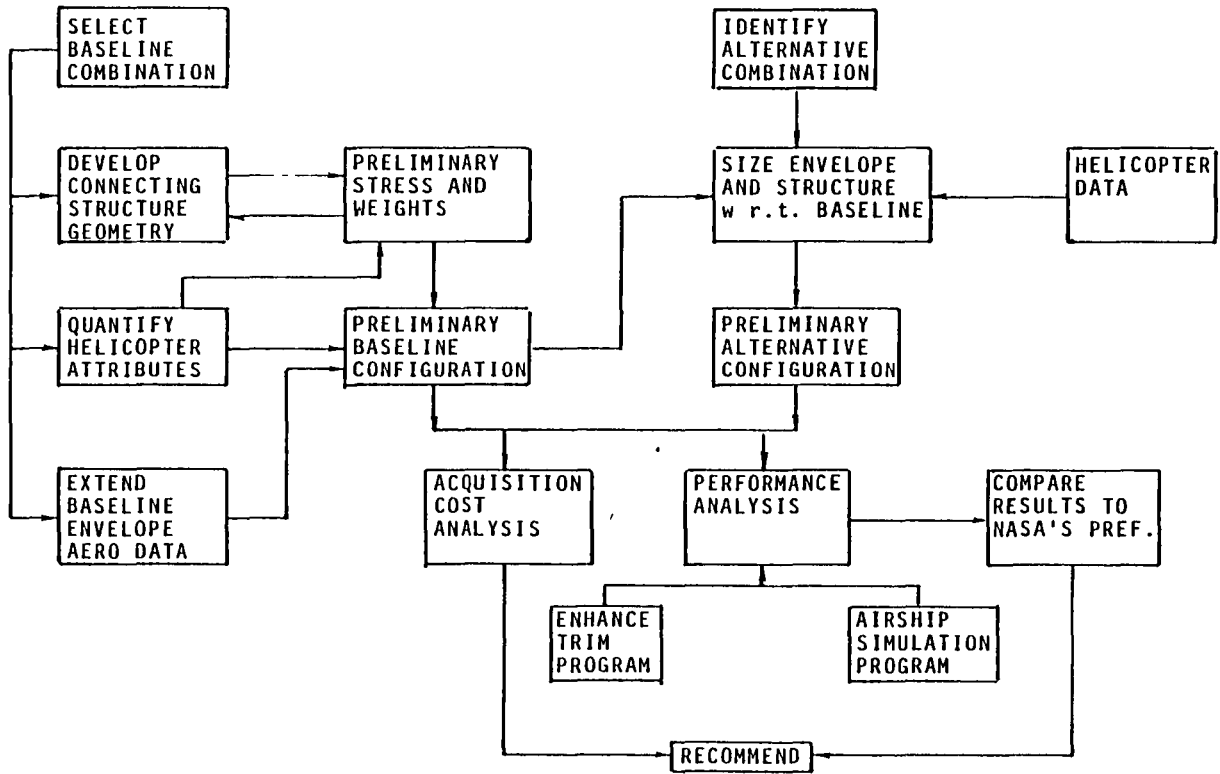 SELECT
BASELINE
COMBINATION
IDENTIFY
ALTERNATIVE
COMBINATION
DEVELOP
CONNECTING
STRUCTURE
GEOMETRY
PRELIMINARY
STRESS AND
WEIGHTS
SIZE ENVELOPE
AND STRUCTURE
w r.t. BASELINE
HELICOPTER
DATA
QUANTIFY
HELICOPTER
ATTRIBUTES
PRELIMINARY
BASELINE
CONFIGURATION
PRELIMINARY
ALTERNATIVE
CONFIGURATION
EXTEND
BASELINE
ENVELOPE
AERO DATA
ACQUISITION
COST
ANALYSIS
PERFORMANCE
ANALYSIS
COMPARE
RESULTS TO
NASA'S PREF.
ENHANCE
TRIM
PROGRAM
AIRSHIP
SIMULATION
PROGRAM
RECOMMEND